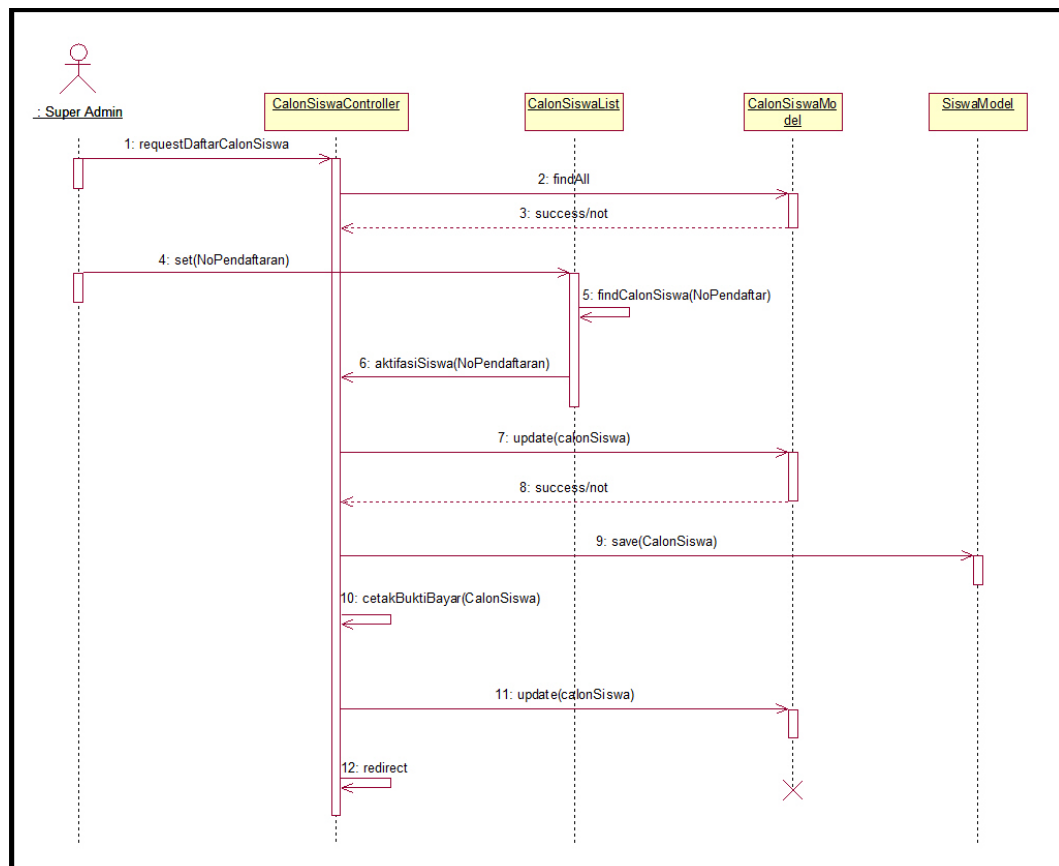 : Super Admin
CalonSiswaController
CalonSiswaList
CalonSiswaMo
del
SiswaModel
1: requestDaftarCalonSiswa
2: findAll
3: success/not
4: set(NoPendaftaran)
5: findCalonSiswa(NoPendaftar)
6: aktifasiSiswa(NoPendaftaran)
7: update(calonSiswa)
8: success/not
9: save(CalonSiswa)
10: cetakBuktiBayar(CalonSiswa)
11: update(calonSiswa)
12: redirect